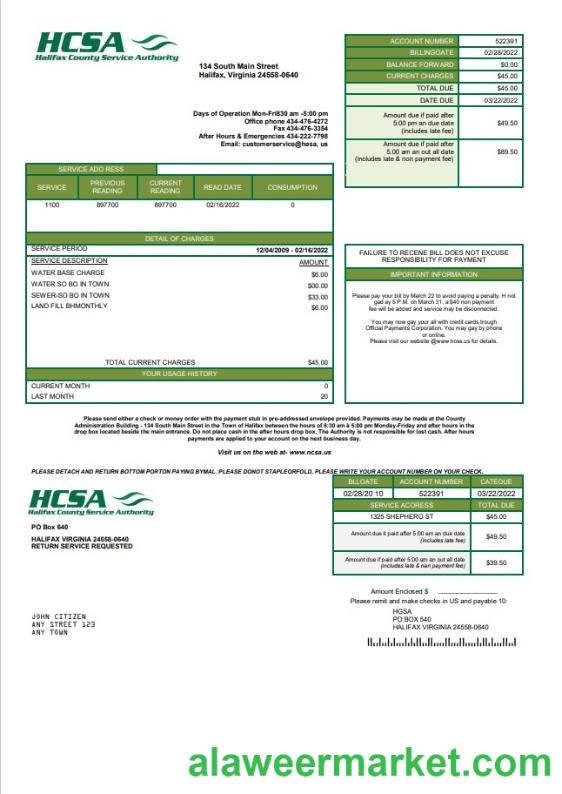 HCSA
Halifax County Service Authority
134 South Main Street
Halifax, Virginia 24558-0640
Days of Operation Mon-Fri830 am -5:00 pm
Office phone 434-476-4272
Fax 434-476-3354
After Hours & Emergencies 434-222-7798
Email: customerservice@hosa, us
ACCOUNT NUMBER 522391
BILLINGOATE 02/28/2022
BALANCE FORWARD $0.00
CURRENT CHARGES $45.00
TOTAL DUE $45.00
DATE DUE 03/22/2022
Amount due if paid after
5:00 pm an due date
(includes late fee)
$49.50
Amount due if paid after
5.00 am an out all date
(includes late & non payment fee)
$89.50
SERVICE ADO RESS
SERVICE PREVIOUS READING CURRENT READING READ DATE CONSUMPTION
1100 897700 897700 02/16/2022 0
DETAIL OF CHARGES
SERVICE PERIOD 12/04/2009 - 02/16/2022
SERVICE DESCRIPTION AMOUNT
WATER BASE CHARGE $6.00
WATER SO BO IN TOWN $00.00
SEWER-SO BO IN TOWN $33.00
LAND FILL BHMONTHLY $6.00
TOTAL CURRENT CHARGES $45.00
YOUR USAGE HISTORY
CURRENT MONTH 0
LAST MONTH 20
FAILURE TO RECENE BILL DOES NOT EXCUSE
RESPONSIBILITY FOR PAYMENT
IMPORTANT INFORMATION
Please pay your bill by March 22 to avoid paying a penalty. H not
gad ay 5 P.M. on March 31, a $40 non payment
fee will be added and service may be disconnected.
You may now gay your all with credit cards trough
Official Payments Corporation. You may gay by phone
or online.
Please visit our website @www.hcsa.us for details.
Please send either a check or money order with the payment stub in pre-addressed envelope provided. Payments may be made at the County
Administration Building - 134 South Main Street in the Town of Halifax between the hours of 8:30 am à 5:00 pm Monday-Friday and after hours in the
drop box located beside the main entrance. Do not place cash in the after hours drop box. The Authority is not responsible for lost cash. After hours
payments are applied to your account on the next business day.
Visit us on the web at- www.ncsa.us
PLEASE DETACH AND RETURN BOTTOM PORTON PAYING BYMAL. PLEASE DONOT STAPLEORFOLD, PLEASE WRITE YOUR ACCOUNT NUMBER ON YOUR CHECK.
HCSA
Halifax County Service Authority
PO Box 640
HALIFAX VIRGINIA 24558-0640
RETURN SERVICE REQUESTED
BLLOATE ACCOUNT NUMBER CATEQUE
02/28/20 10 522391 03/22/2022
SERVICE ACORESS TOTAL DUE
1325 SHEPHERO ST $45.00
Amount due it paid after 5:00 am an due date
(includes late fee)
$49.50
Amount due if paid after 5:00 am an out all date
(includes late & nan payment fee)
$39.50
Amount Enclosed $
Please remit and make checks in US and payable 10:
HGSA
PO BOX 540
HALIFAX VIRGINIA 24558-0640
JOHN CITIZEN
ANY STREET 123
ANY TOWN
alaweermarket.com